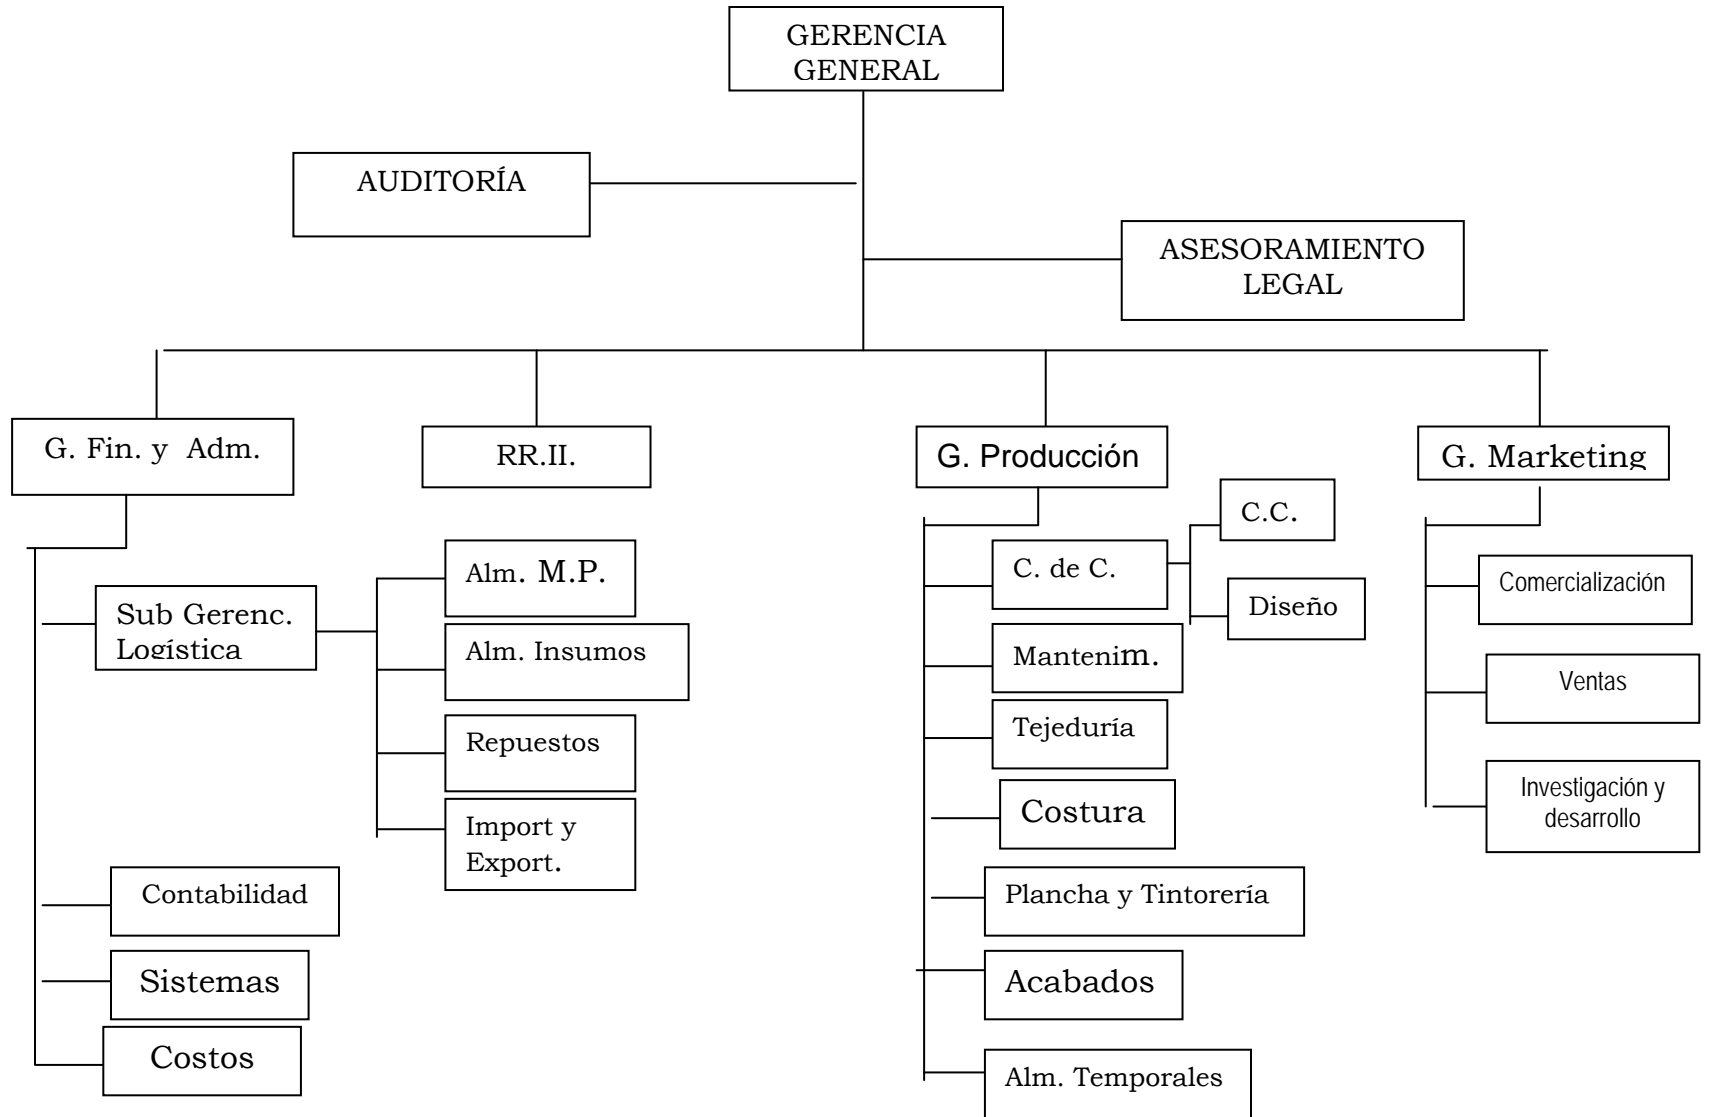 GERENCIA
GENERAL
AUDITORÍA
ASESORAMIENTO
LEGAL
G. Fin. y Adm.
RR.II.
G. Producción
G. Marketing
Sub Gerenc.
Logística
Alm. M.P.
Alm. Insumos
Repuestos
Import y
Export.
Contabilidad
Sistemas
Costos
C. de C.
C.C.
Diseño
Mantenim.
Tejeduría
Costura
Plancha y Tintorería
Acabados
Alm. Temporales
Comercialización
Ventas
Investigación y
desarrollo